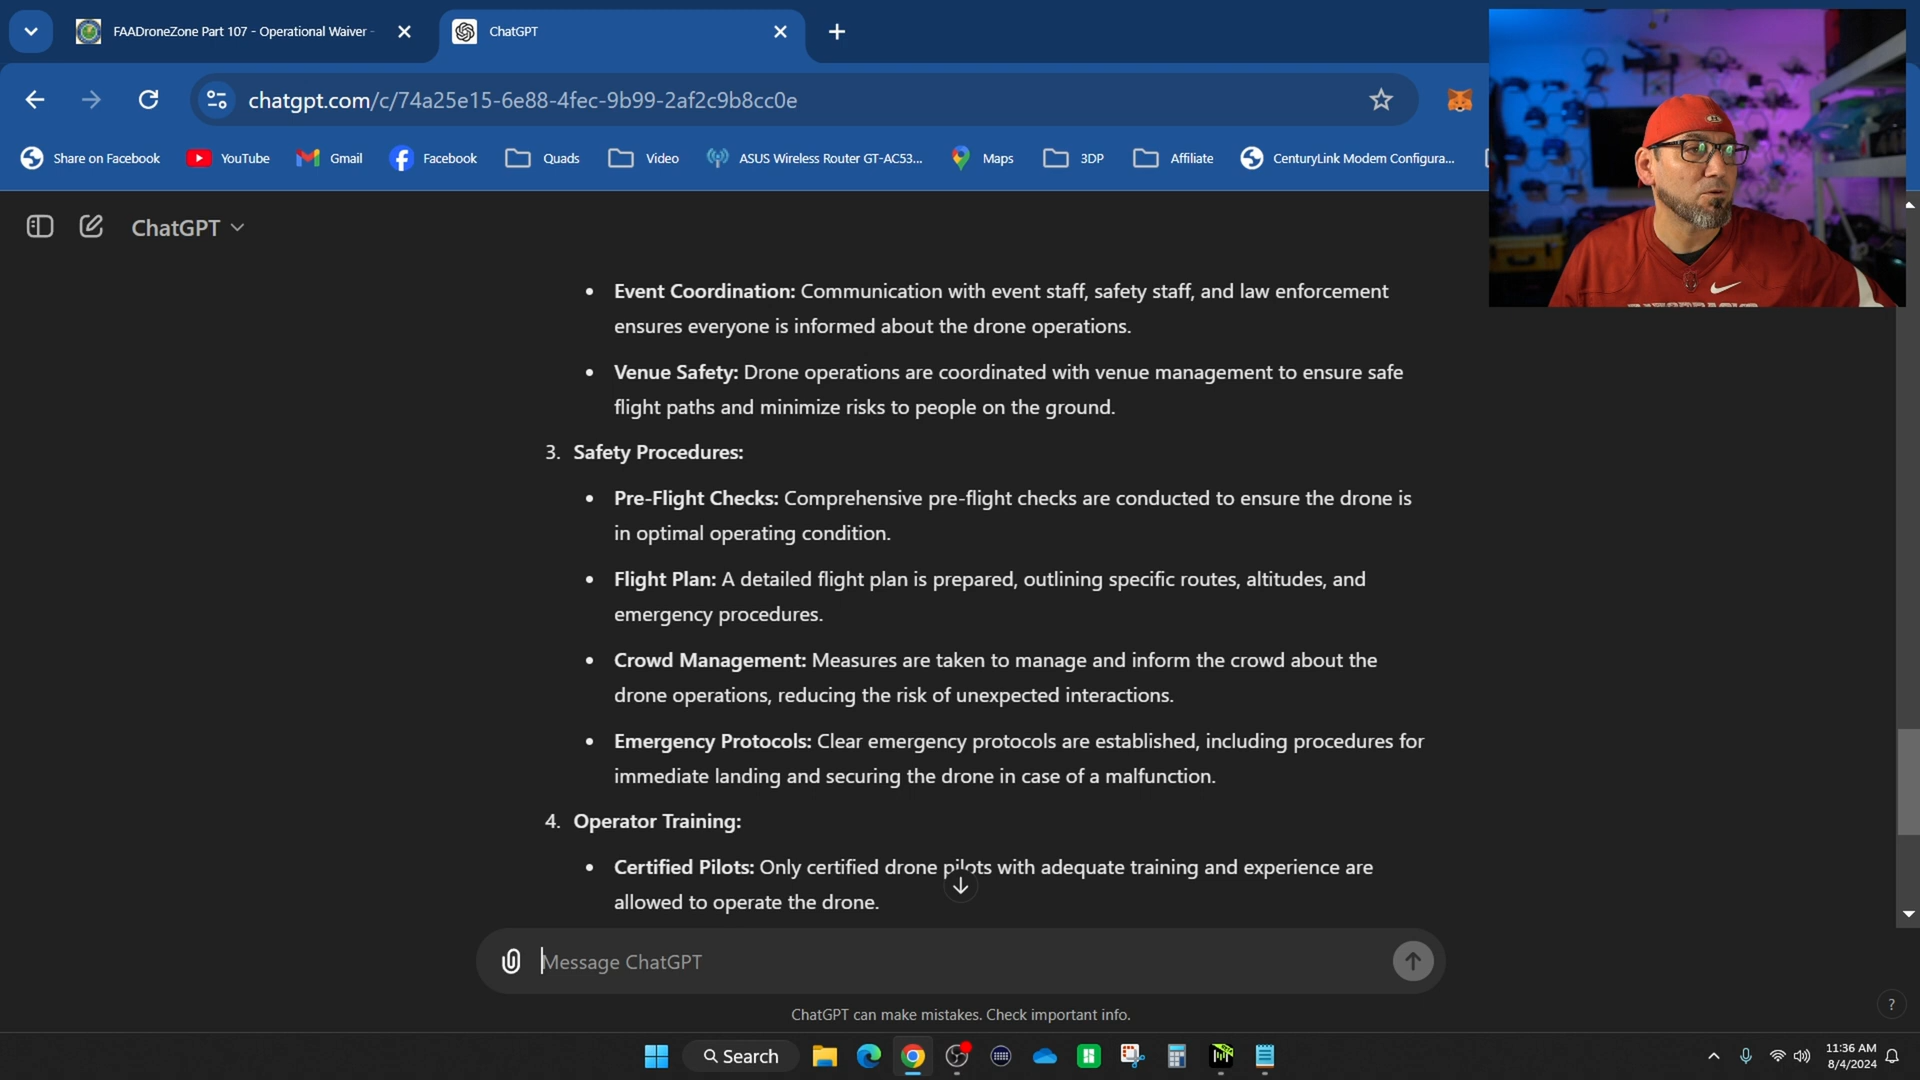 FAADroneZone Part 107 - Operational Waiver -
ChatGPT
chatgpt.com/c/74a25e15-6e88-4fec-9b99-2af2c9b8cc0e
Share on Facebook
YouTube
Gmail
Facebook
Quads
Video
ASUS Wireless Router GT-AC53...
Maps
3DP
Affiliate
CenturyLink Modem Configura...
ChatGPT
• Event Coordination: Communication with event staff, safety staff, and law enforcement
ensures everyone is informed about the drone operations.
• Venue Safety: Drone operations are coordinated with venue management to ensure safe
flight paths and minimize risks to people on the ground.
3. Safety Procedures:
• Pre-Flight Checks: Comprehensive pre-flight checks are conducted to ensure the drone is
in optimal operating condition.
• Flight Plan: A detailed flight plan is prepared, outlining specific routes, altitudes, and
emergency procedures.
• Crowd Management: Measures are taken to manage and inform the crowd about the
drone operations, reducing the risk of unexpected interactions.
• Emergency Protocols: Clear emergency protocols are established, including procedures for
immediate landing and securing the drone in case of a malfunction.
4. Operator Training:
• Certified Pilots: Only certified drone pilots with adequate training and experience are
allowed to operate the drone.
Message ChatGPT
ChatGPT can make mistakes. Check important info.
?
Search
11:36 AM
8/4/2024